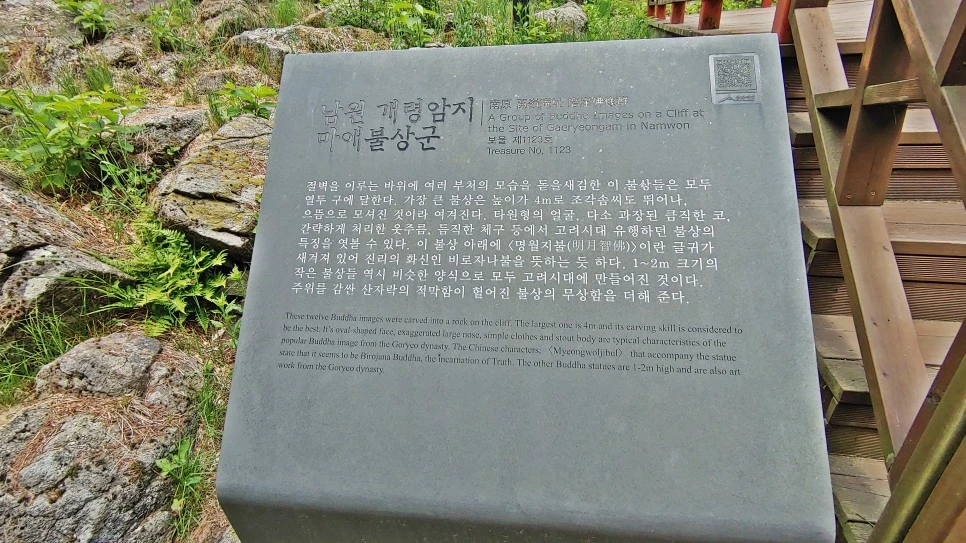 남원 개령암지
마애불상군
南原 開嶺庵址 磨崖佛像群
A Group of Buddha Images on a Cliff at
the Site of Gaeryeongam in Namwon
보물 제1123호
Treasure No. 1123
절벽을 이루는 바위에 여러 부처의 모습을 돋을새김한 이 불상들은 모두
열두 구에 달한다. 가장 큰 불상은 높이가 4m로 조각솜씨도 뛰어나,
으뜸으로 모셔진 것이라 여겨진다. 타원형의 얼굴, 다소 과장된 큼직한 코,
간략하게 처리한 옷주름, 듬직한 체구 등에서 고려시대 유행하던 불상의
특징을 엿볼 수 있다. 이 불상 아래에 〈명월지불(明月智佛)〉이란 글귀가
새겨져 있어 진리의 화신인 비로자나불을 뜻하는 듯 하다. 1~2m 크기의
작은 불상들 역시 비슷한 양식으로 모두 고려시대에 만들어진 것이다.
주위를 감싼 산자락의 적막함이 헐어진 불상의 무상함을 더해 준다.
These twelve Buddha images were carved into a rock on the cliff. The largest one is 4m and its carving skill is considered to
be the best. It's oval-shaped face, exaggerated large nose, simple clothes and stout body are typical characteristics of the
popular Buddha image from the Goryeo dynasty. The Chinese characters, 〈Myeongwoljibul〉 that accompany the statue
state that it seems to be Birojana Buddha, the incarnation of Truth. The other Buddha statues are 1-2m high and are also art
work from the Goryeo dynasty.